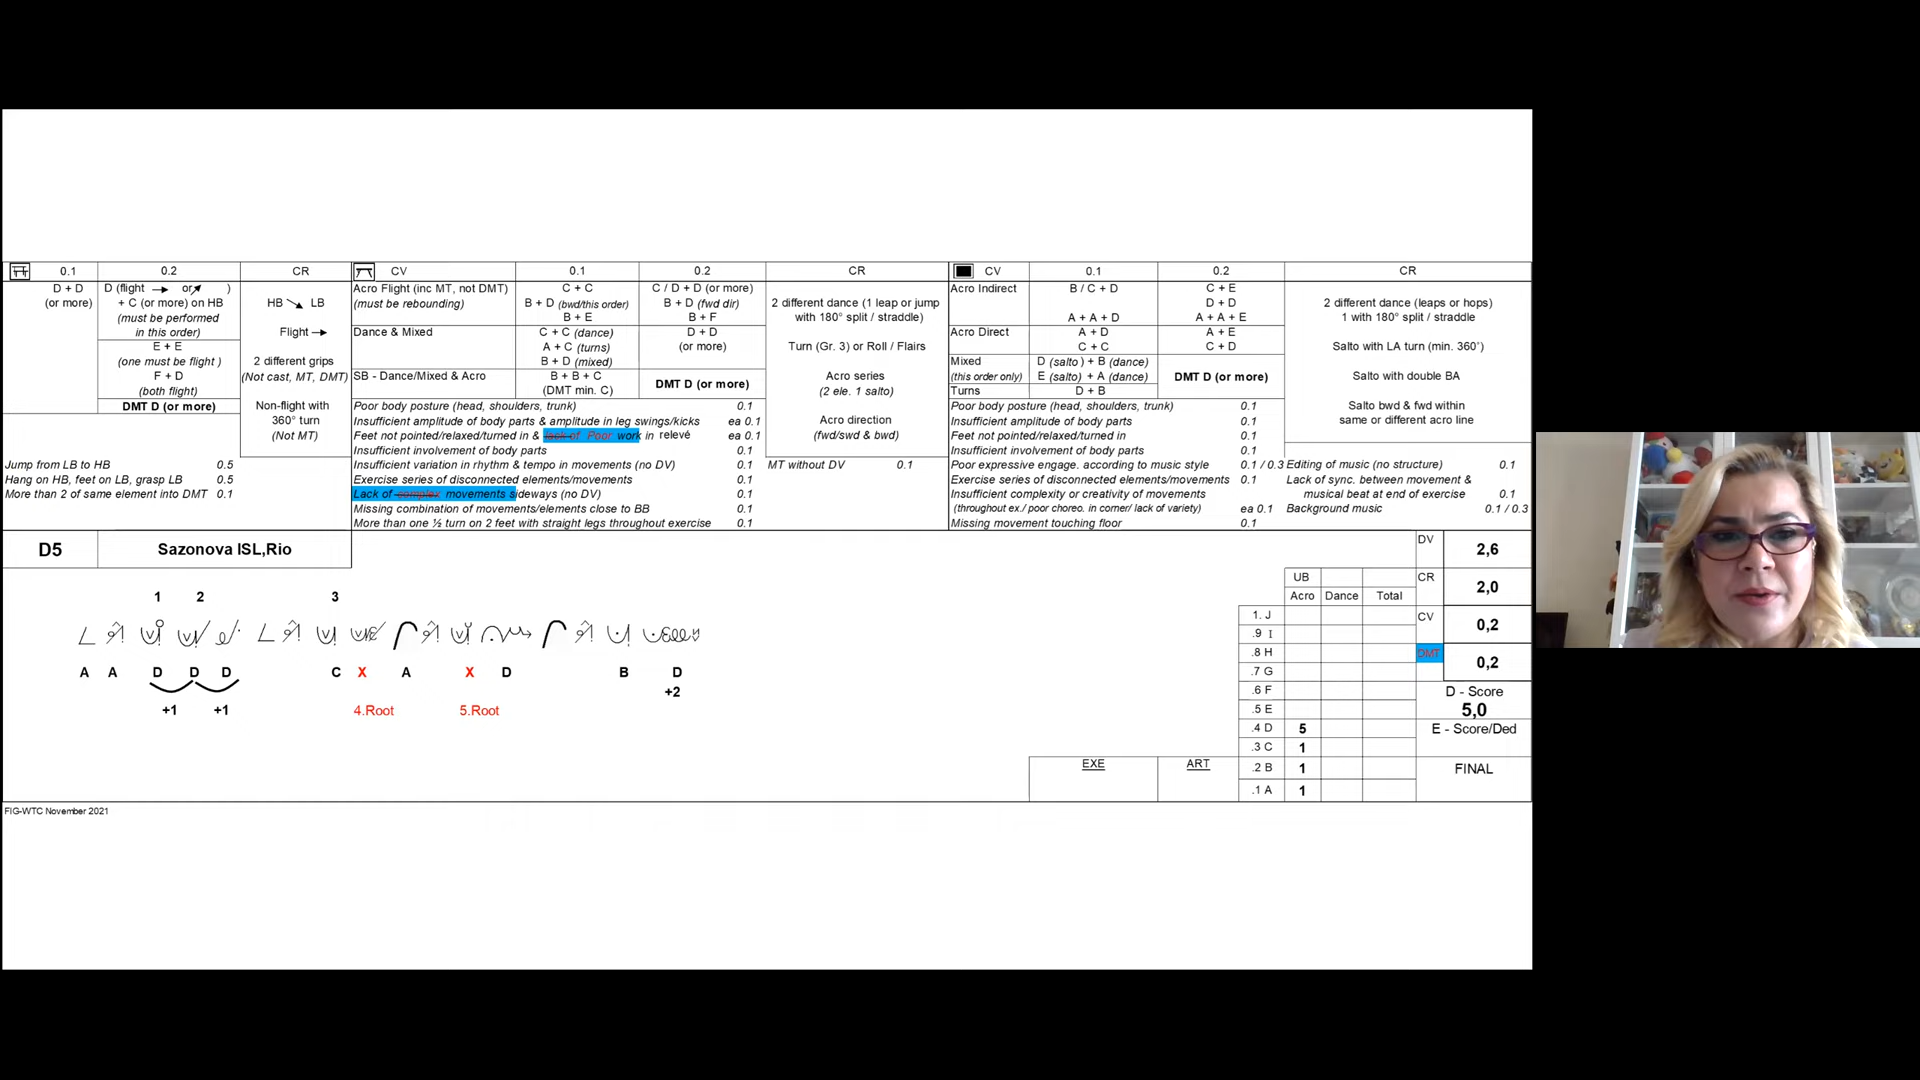 0.1 0.2 CR CV 0.1 0.2 CR CV 0.1 0.2 CR
D + D
(or more)
D (flight or )
+ C (or more) on HB
(must be performed
in this order)
E + E
(one must be flight )
F + D
(both flight)
DMT D (or more)
HB LB
Flight
2 different grips
(Not cast, MT, DMT)
Non-flight with
360° turn
(Not MT)
Jump from LB to HB 0.5
Hang on HB, feet on LB, grasp LB 0.5
More than 2 of same element into DMT 0.1
Acro Flight (inc MT, not DMT)
(must be rebounding)
C + C
B + D (bwd/this order)
B + E
C / D + D (or more)
B + D (fwd dir)
B + F
Dance & Mixed
C + C (dance)
A + C (turns)
B + D (mixed)
D + D
(or more)
SB - Dance/Mixed & Acro
B + B + C
(DMT min. C)
DMT D (or more)
Poor body posture (head, shoulders, trunk) 0.1
Insufficient amplitude of body parts & amplitude in leg swings/kicks ea 0.1
Feet not pointed/relaxed/turned in & lack of Poor work in relevé ea 0.1
Insufficient involvement of body parts 0.1
Insufficient variation in rhythm & tempo in movements (no DV) 0.1
Exercise series of disconnected elements/movements 0.1
Lack of complex movements sideways (no DV) 0.1
Missing combination of movements/elements close to BB 0.1
More than one ½ turn on 2 feet with straight legs throughout exercise 0.1
2 different dance (1 leap or jump
with 180° split / straddle)
Turn (Gr. 3) or Roll / Flairs
Acro series
(2 ele. 1 salto)
Acro direction
(fwd/swd & bwd)
MT without DV 0.1
Acro Indirect
B / C + D
A + A + D
C + E
D + D
A + A + E
Acro Direct
A + D
C + C
A + E
C + D
Mixed
(this order only)
D (salto ) + B (dance)
E (salto) + A (dance)
DMT D (or more)
Turns D + B
Poor body posture (head, shoulders, trunk) 0.1
Insufficient amplitude of body parts 0.1
Feet not pointed/relaxed/turned in 0.1
Insufficient involvement of body parts 0.1
Poor expressive engage. according to music style 0.1 / 0.3
Exercise series of disconnected elements/movements 0.1
Insufficient complexity or creativity of movements
(throughout ex./ poor choreo. in corner/ lack of variety) ea 0.1
Missing movement touching floor 0.1
2 different dance (leaps or hops)
1 with 180° split / straddle
Salto with LA turn (min. 360°)
Salto with double BA
Salto bwd & fwd within
same or different acro line
Editing of music (no structure) 0.1
Lack of sync. between movement &
musical beat at end of exercise 0.1
Background music 0.1 / 0.3
D5 Sazonova ISL,Rio
1 2 3
A A D D D C X A X D B D
+2
+1 +1 4.Root 5.Root
EXE ART
UB
Acro Dance Total
1. J
.9 I
.8 H
.7 G
.6 F
.5 E
.4 D 5
.3 C 1
.2 B 1
.1 A 1
DV 2,6
CR 2,0
CV 0,2
DMT 0,2
D - Score
5,0
E - Score/Ded
FINAL
FIG-WTC November 2021